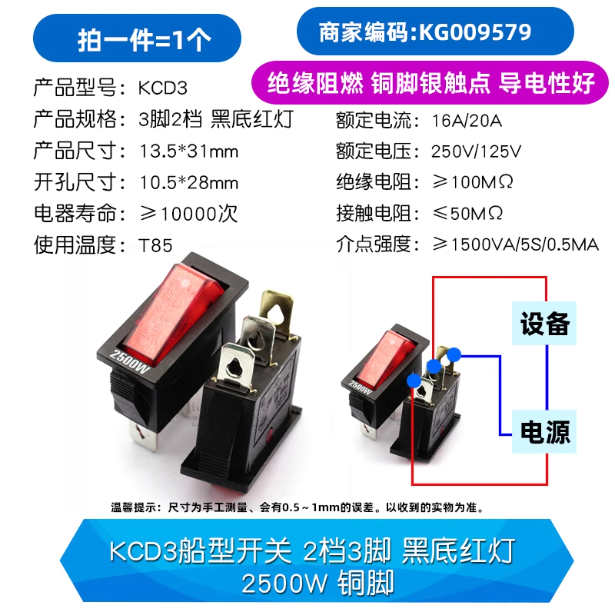 拍一件=1个
商家编码:KG009579
绝缘阻燃 铜脚银触点 导电性好
产品型号: KCD3
产品规格: 3脚2档 黑底红灯
产品尺寸: 13.5*31mm
开孔尺寸: 10.5*28mm
电器寿命: ≥10000次
使用温度: T85
额定电流: 16A/20A
额定电压: 250V/125V
绝缘电阻: ≥100MΩ
接触电阻: ≤50MΩ
介点强度: ≥1500VA/5S/0.5MA
2500W
2500W
设备
电源
温馨提示: 尺寸为手工测量、会有0.5~1mm的误差。以收到的实物为准。
KCD3船型开关 2档3脚 黑底红灯
2500W 铜脚